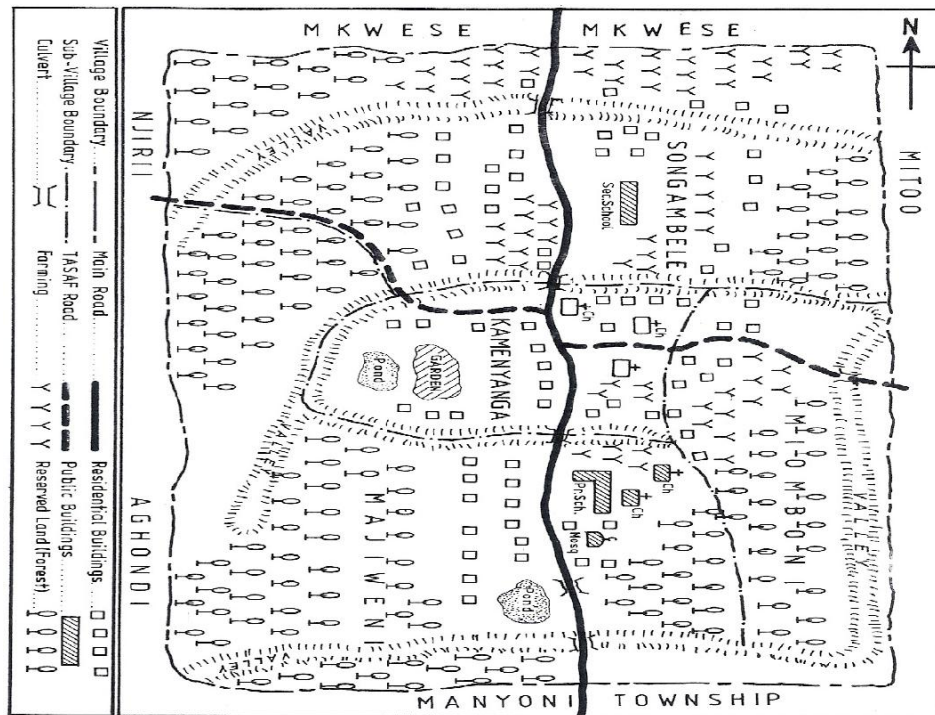 MKWESE
MKWESE
N
MITOO
NJIRII
AGHONDI
MANYONI TOWNSHIP
VALLEY
SONGAMBELE
Sec.School
Ch
Ch
KAMENYANGA
GARDEN
Pond
MIOMBONI
VALLEY
VALLEY
MAJIWENI
Pr.Sch.
Ch
Ch
Mosq
Pond
VALLEY
Village Boundary
Main Road
Residential Buildings
Sub-Village Boundary
TASAF Road
Public Buildings
Culvert
Farming
Reserved Land (Forest)